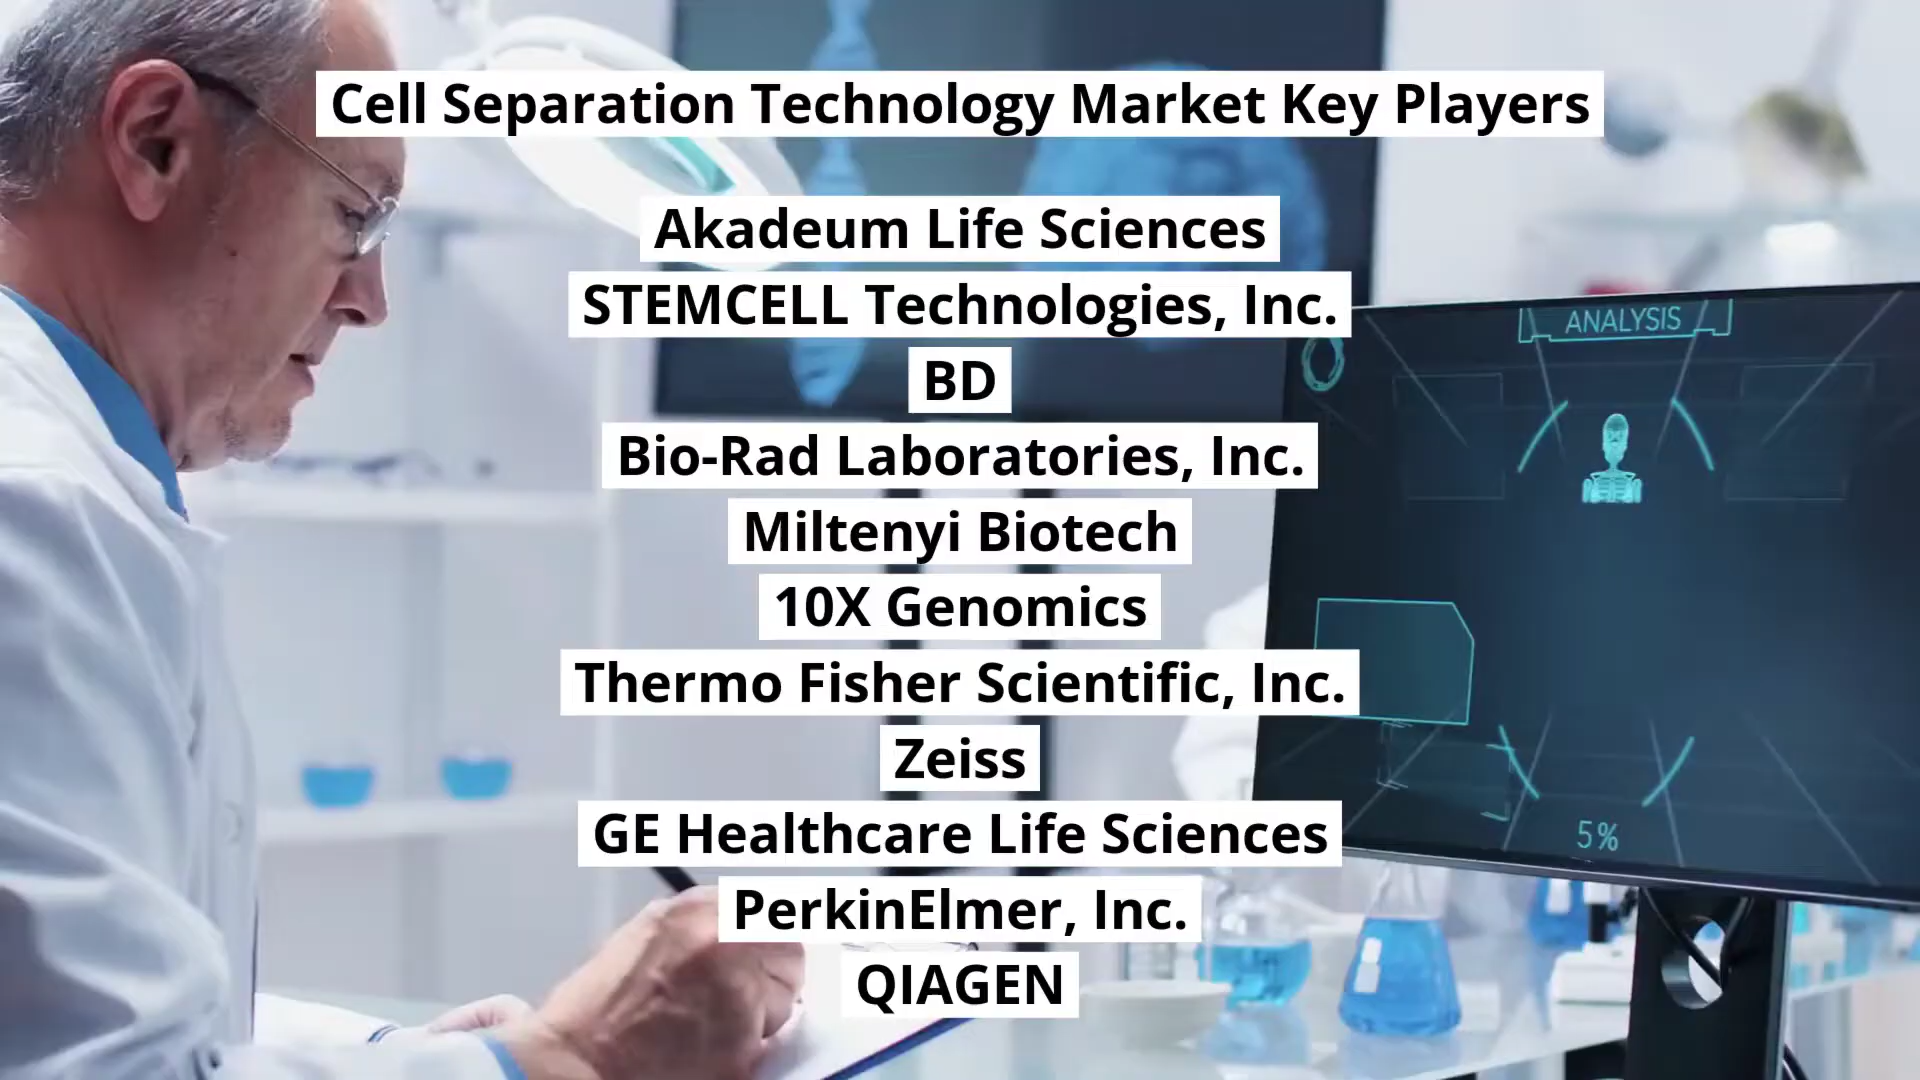 Cell Separation Technology Market Key Players
Akadeum Life Sciences
STEMCELL Technologies, Inc.
BD
Bio-Rad Laboratories, Inc.
Miltenyi Biotech
10X Genomics
Thermo Fisher Scientific, Inc.
Zeiss
GE Healthcare Life Sciences
PerkinElmer, Inc.
QIAGEN
ANALYSIS
5%